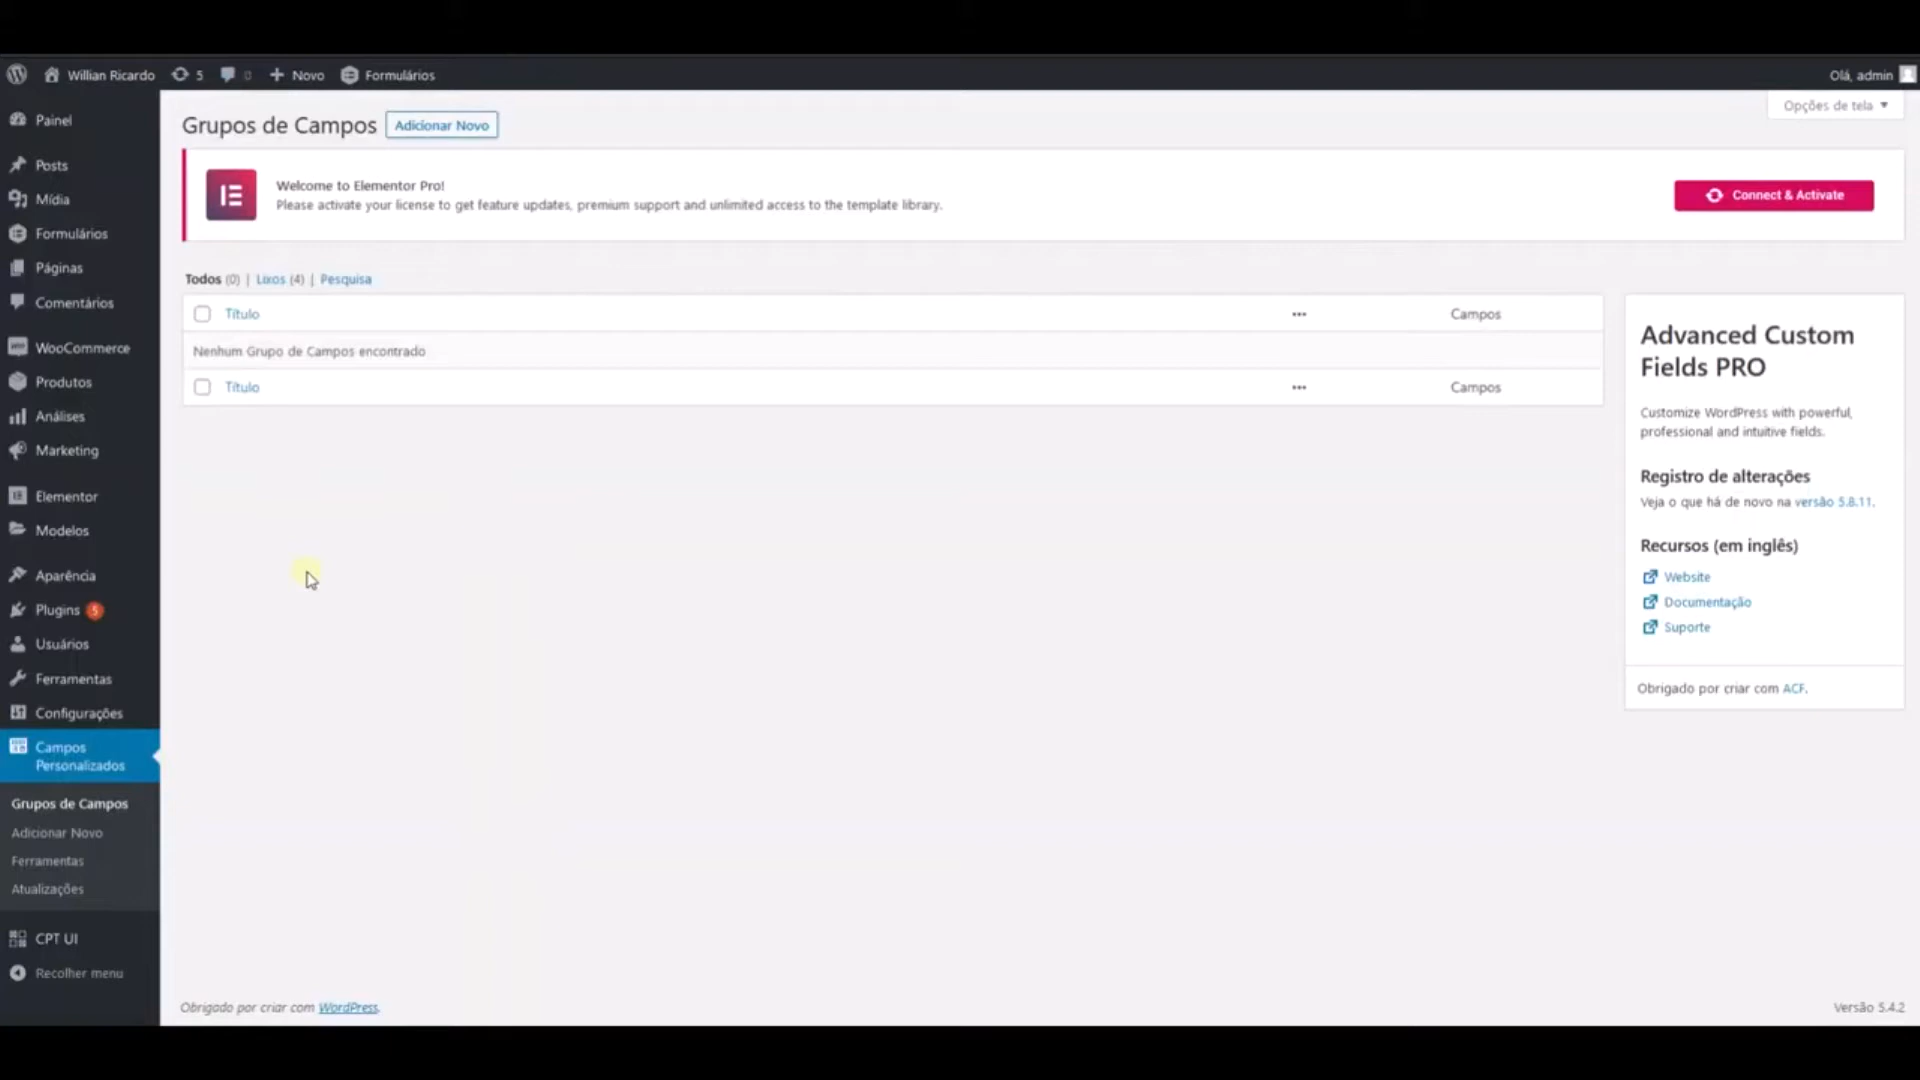 Willian Ricardo 5 0 Novo Formulários Olá, admin
Opções de tela
Grupos de Campos Adicionar Novo
Welcome to Elementor Pro!
Please activate your license to get feature updates, premium support and unlimited access to the template library.
Connect & Activate
Painel
Posts
Mídia
Formulários
Páginas
Comentários
WooCommerce
Produtos
Análises
Marketing
Elementor
Modelos
Aparência
Plugins 5
Usuários
Ferramentas
Configurações
Campos
Personalizados
Grupos de Campos
Adicionar Novo
Ferramentas
Atualizações
CPT UI
Recolher menu
Todos (0) | Lixos (4) | Pesquisa
Título ••• Campos
Nenhum Grupo de Campos encontrado
Título ••• Campos
Advanced Custom
Fields PRO
Customize WordPress with powerful,
professional and intuitive fields.
Registro de alterações
Veja o que há de novo na versão 5.8.11.
Recursos (em inglês)
Website
Documentação
Suporte
Obrigado por criar com ACF.
Obrigado por criar com WordPress.
Versão 5.4.2